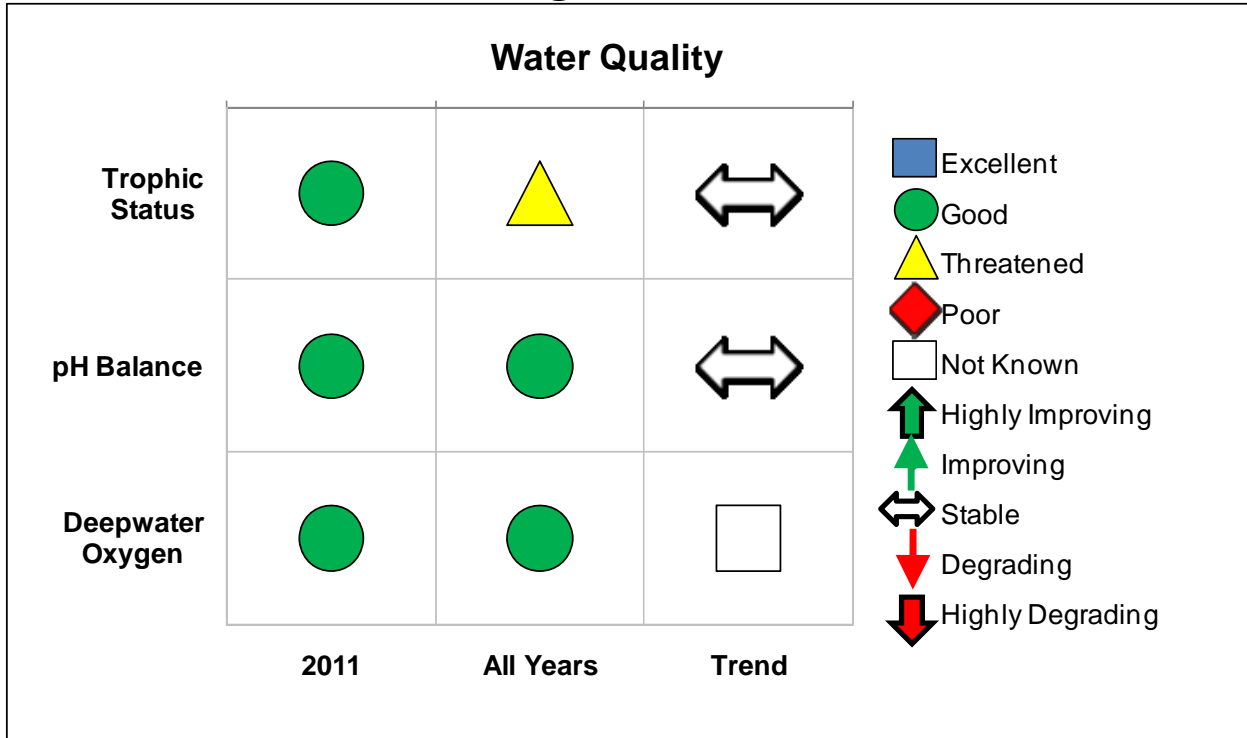 Water Quality
Trophic
Status
pH Balance
Deepwater
Oxygen
2011 All Years Trend
Excellent
Good
Threatened
Poor
Not Known
Highly Improving
Improving
Stable
Degrading
Highly Degrading